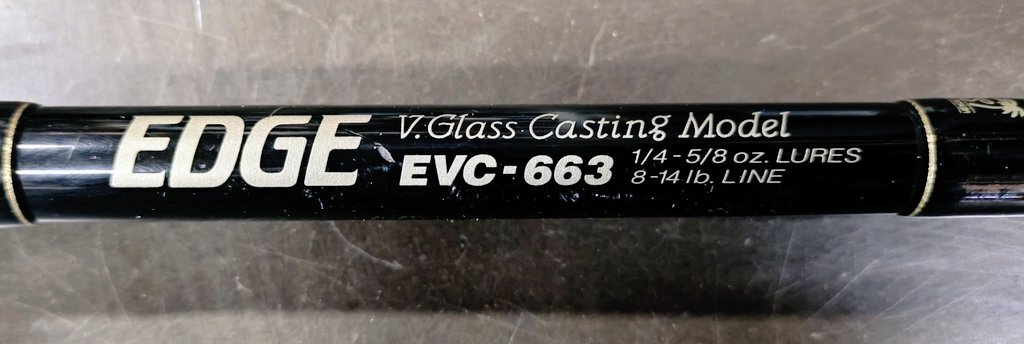 EDGE
V.Glass Casting Model
EVC-663
1/4-5/8 oz. LURES
8-14 lb. LINE